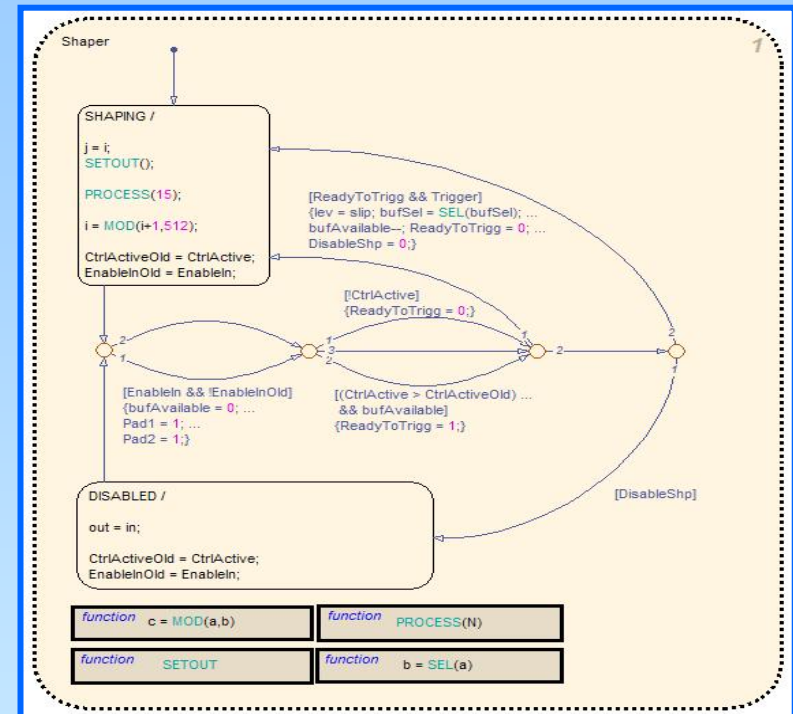 Shaper
1
SHAPING /
j = i;
SETOUT();
PROCESS(15);
i = MOD(i+1,512);
CtrlActiveOld = CtrlActive;
EnableInOld = EnableIn;
[ReadyToTrigg && Trigger]
{lev = slip; bufSel = SEL(bufSel); ...
bufAvailable--; ReadyToTrigg = 0; ...
DisableShp = 0;}
[!CtrlActive]
{ReadyToTrigg = 0;}
2
1
1
3
2
1
2
2
1
[EnableIn && !EnableInOld]
{bufAvailable = 0; ...
Pad1 = 1; ...
Pad2 = 1;}
[(CtrlActive > CtrlActiveOld) ...
&& bufAvailable]
{ReadyToTrigg = 1;}
[DisableShp]
DISABLED /
out = in;
CtrlActiveOld = CtrlActive;
EnableInOld = EnableIn;
function c = MOD(a,b)
function PROCESS(N)
function SETOUT
function b = SEL(a)